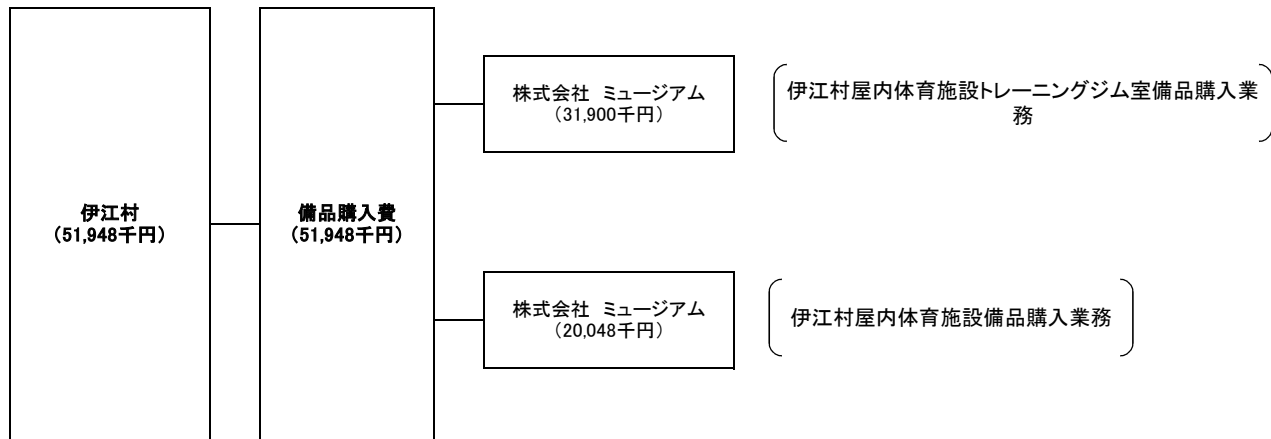 伊江村
（51,948千円）
備品購入費
（51,948千円）
株式会社　ミュージアム
（31,900千円）
伊江村屋内体育施設トレーニングジム室備品購入業
務
株式会社　ミュージアム
（20,048千円）
伊江村屋内体育施設備品購入業務